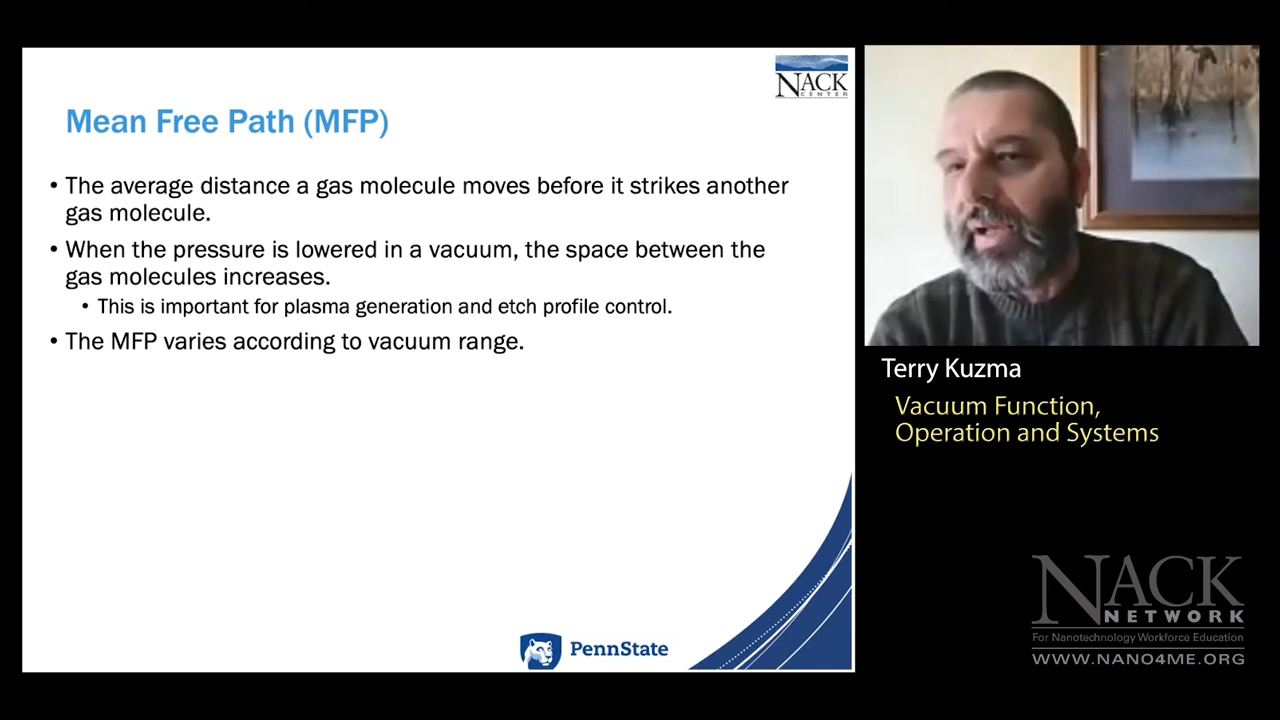 NACK
CENTER
Mean Free Path (MFP)
• The average distance a gas molecule moves before it strikes another
gas molecule.
• When the pressure is lowered in a vacuum, the space between the
gas molecules increases.
• This is important for plasma generation and etch profile control.
• The MFP varies according to vacuum range.
PennState
Terry Kuzma
Vacuum Function,
Operation and Systems
NACK
NETWORK
For Nanotechnology Workforce Education
WWW.NANO4ME.ORG